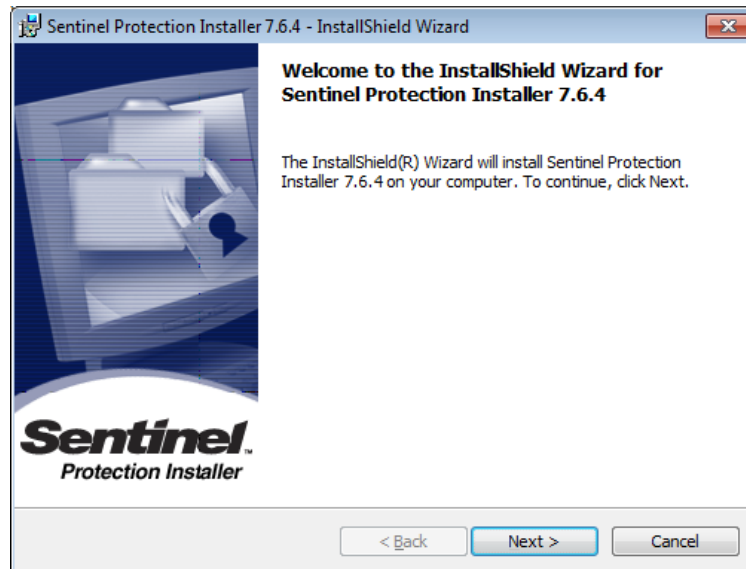 Sentinel Protection Installer 7.6.4 - InstallShield Wizard
Welcome to the InstallShield Wizard for
Sentinel Protection Installer 7.6.4
The InstallShield(R) Wizard will install Sentinel Protection
Installer 7.6.4 on your computer. To continue, click Next.
Sentinel™
Protection Installer
< Back
Next >
Cancel